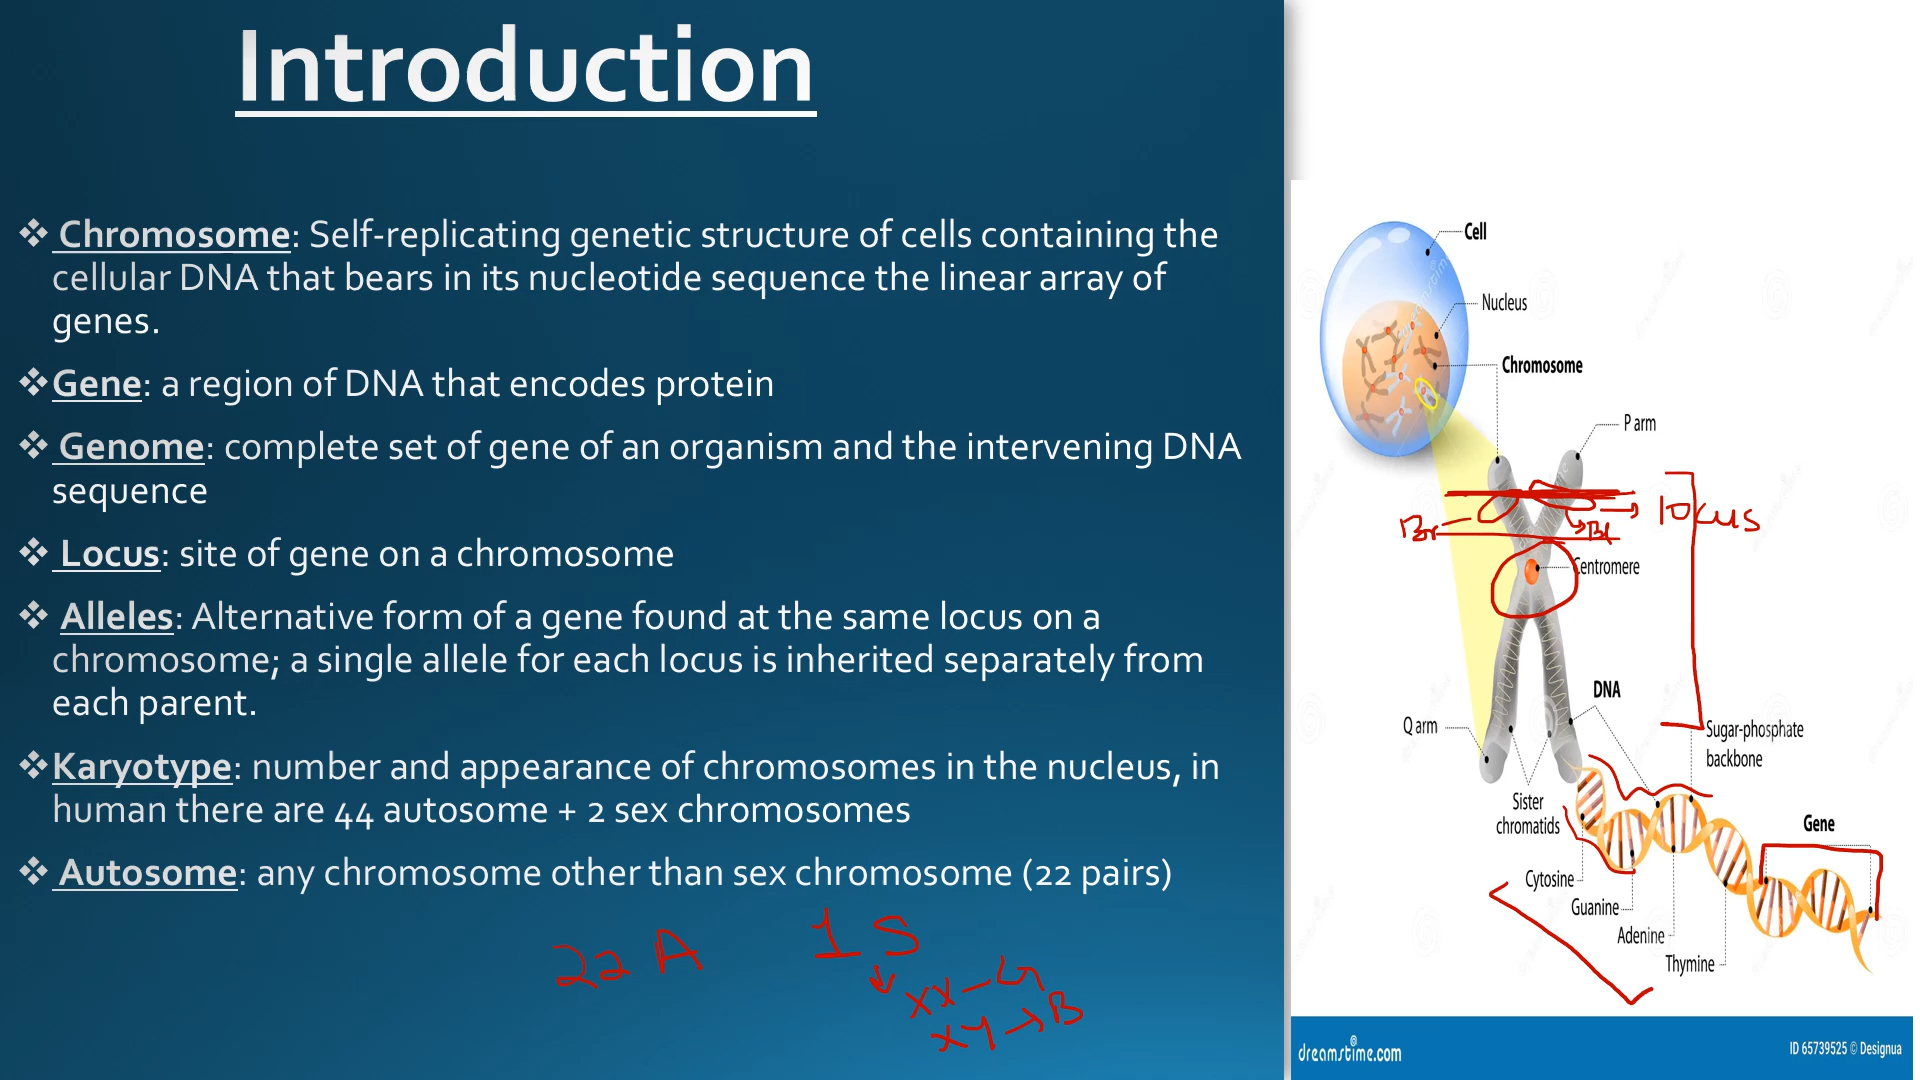 Introduction
❖ Chromosome: Self-replicating genetic structure of cells containing the
cellular DNA that bears in its nucleotide sequence the linear array of
genes.
❖ Gene: a region of DNA that encodes protein
❖ Genome: complete set of gene of an organism and the intervening DNA
sequence
❖ Locus: site of gene on a chromosome
❖ Alleles: Alternative form of a gene found at the same locus on a
chromosome; a single allele for each locus is inherited separately from
each parent.
❖ Karyotype: number and appearance of chromosomes in the nucleus, in
human there are 44 autosome + 2 sex chromosomes
❖ Autosome: any chromosome other than sex chromosome (22 pairs)
22 A
1 S
XX – G
XY → B
Cell
Nucleus
Chromosome
P arm
locus
Br
Bl
Centromere
DNA
Q arm
Sugar-phosphate
backbone
Sister
chromatids
Gene
Cytosine
Guanine
Adenine
Thymine
dreamstime.com
ID 65739525 © Designua